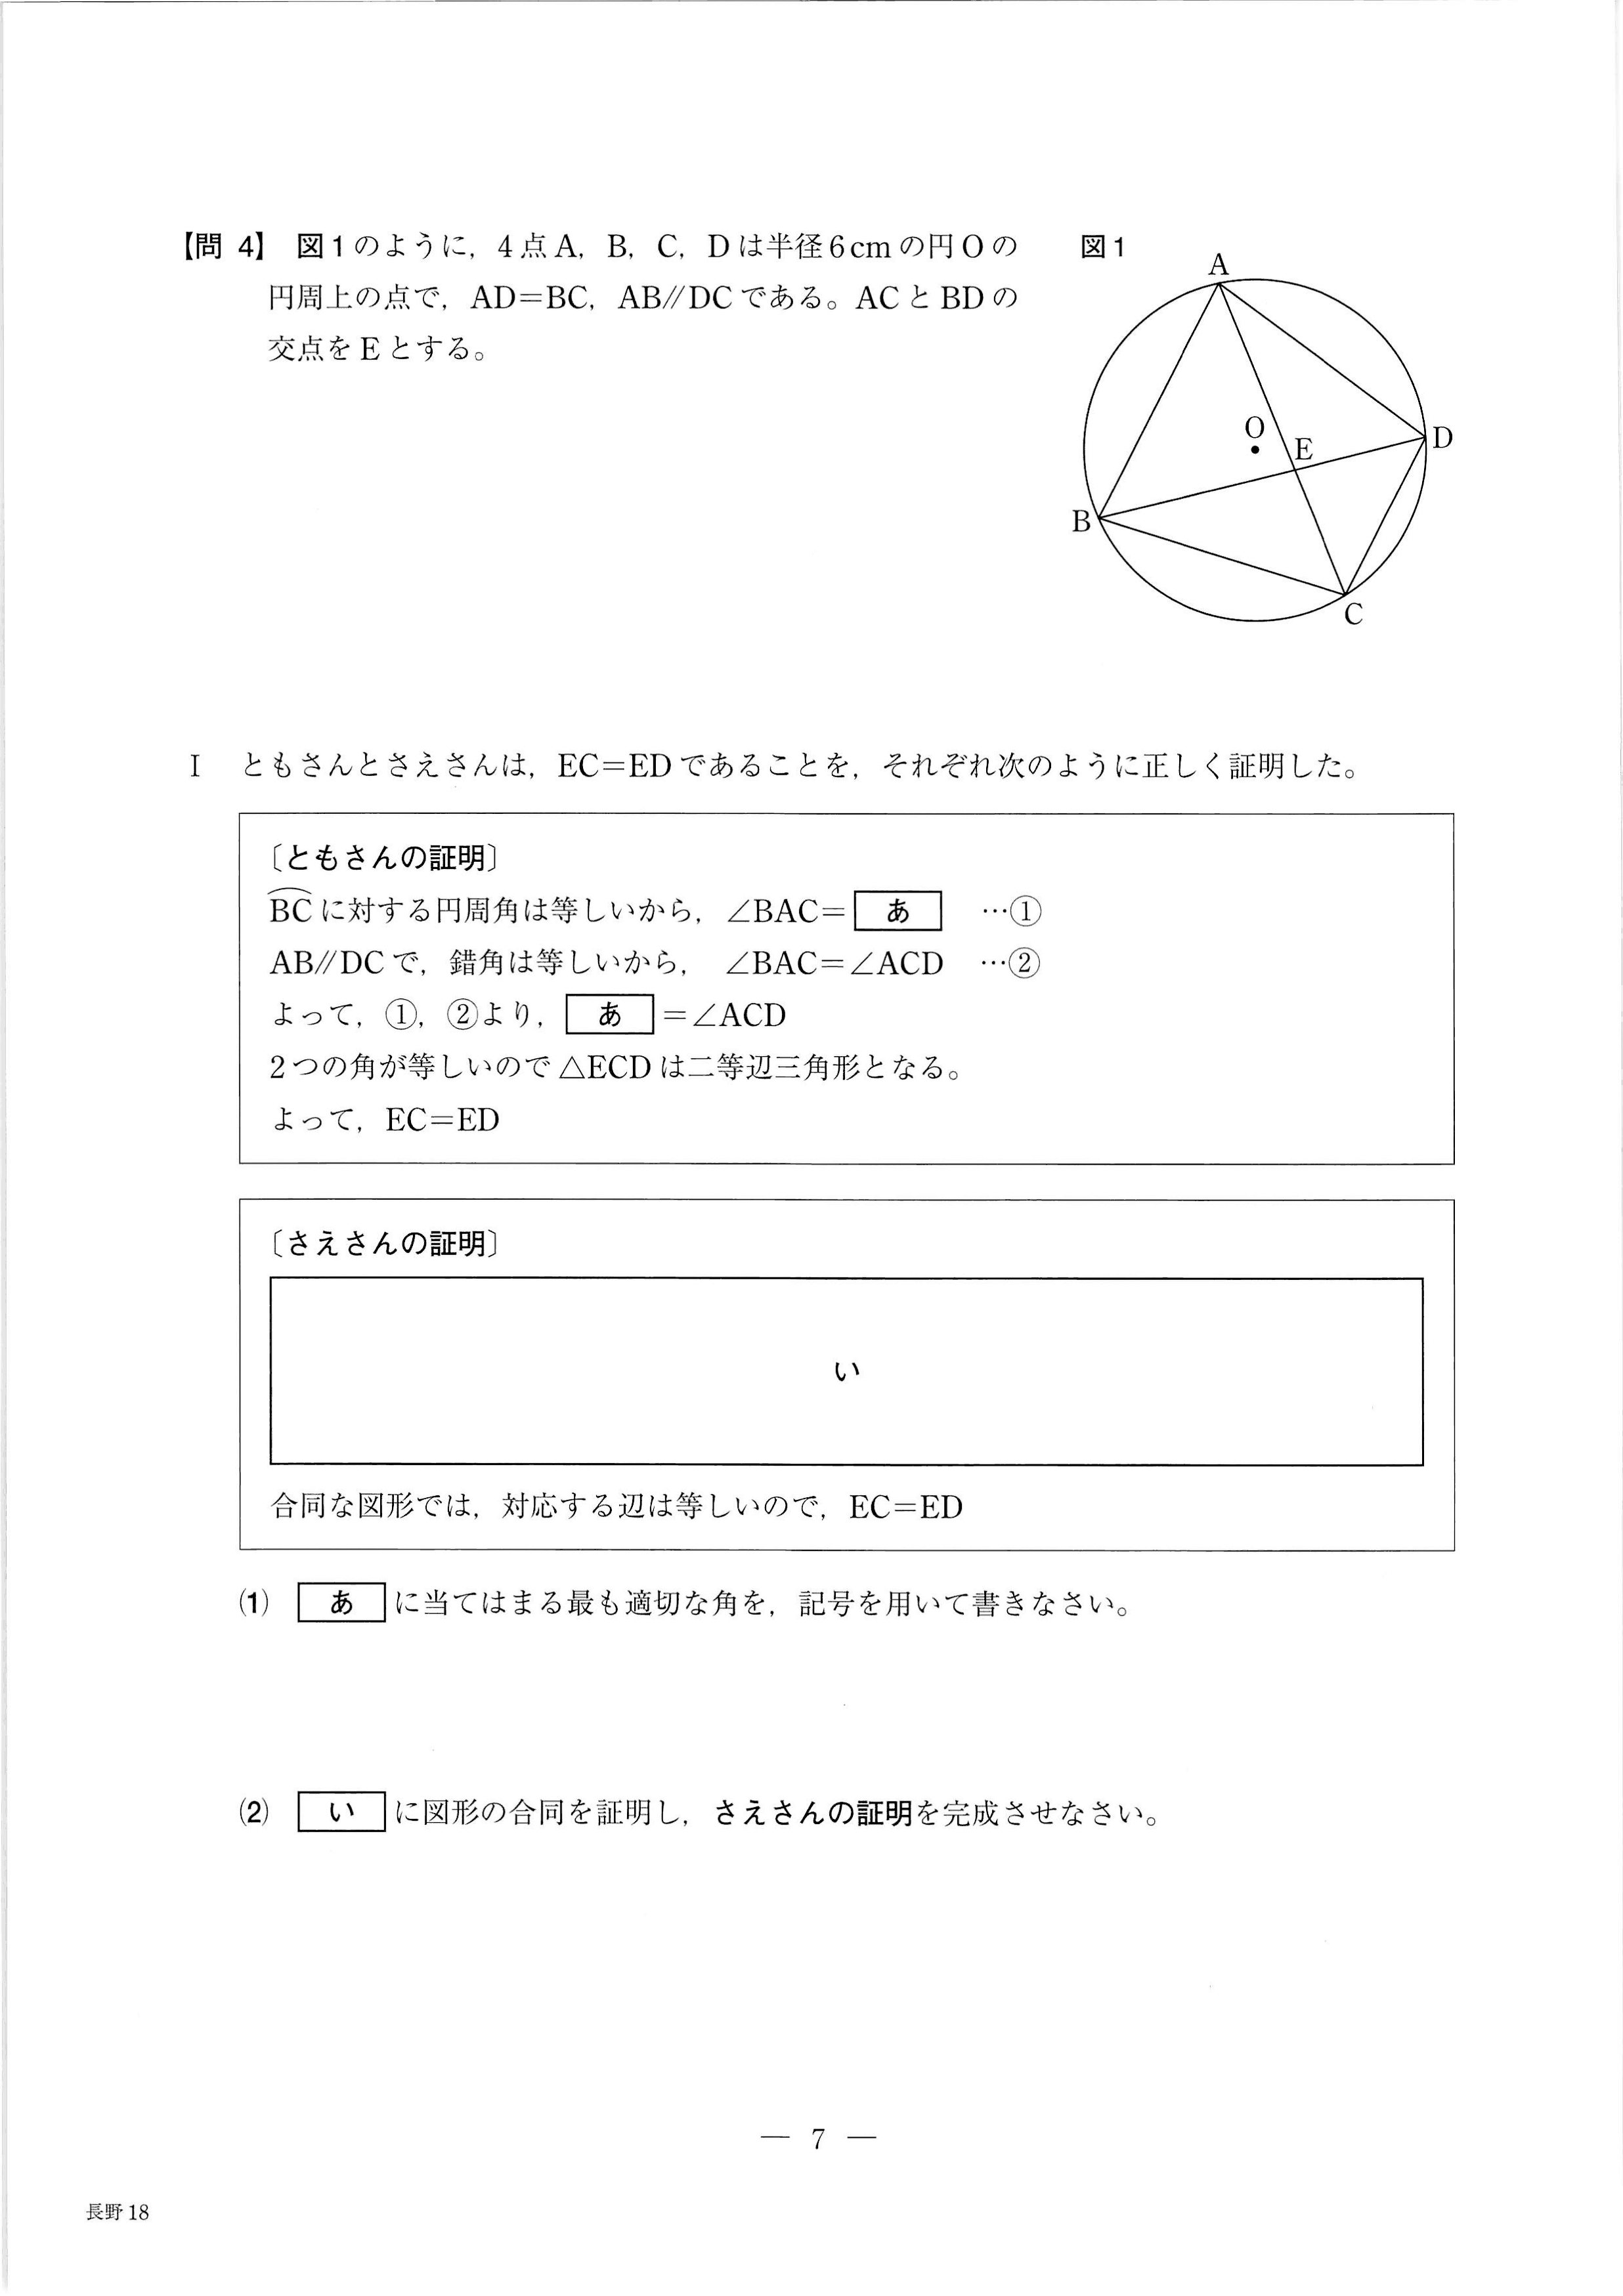 【問 4】 図1のように，4点A，B，C，Dは半径6cmの円Oの
円周上の点で，AD=BC，AB//DCである。ACとBDの
交点をEとする。
図1
A
O
E
D
B
C
I ともさんとさえさんは，EC=EDであることを，それぞれ次のように正しく証明した。
〔ともさんの証明〕
⌒BCに対する円周角は等しいから，∠BAC= あ …①
AB//DCで，錯角は等しいから， ∠BAC=∠ACD …②
よって，①，②より， あ =∠ACD
2つの角が等しいので△ECDは二等辺三角形となる。
よって，EC=ED
〔さえさんの証明〕
い
合同な図形では，対応する辺は等しいので，EC=ED
(1) あ に当てはまる最も適切な角を，記号を用いて書きなさい。
(2) い に図形の合同を証明し，さえさんの証明を完成させなさい。
— 7 —
長野18